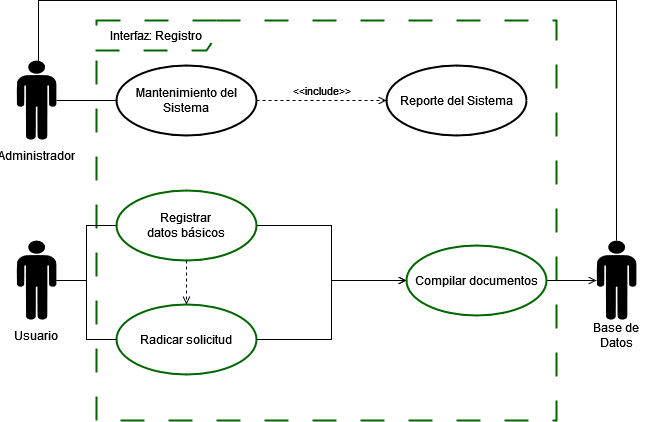 Interfaz: Registro
Mantenimiento del
Sistema
<<include>>
Reporte del Sistema
Administrador
Registrar
datos básicos
Usuario
Radicar solicitud
Compilar documentos
Base de
Datos